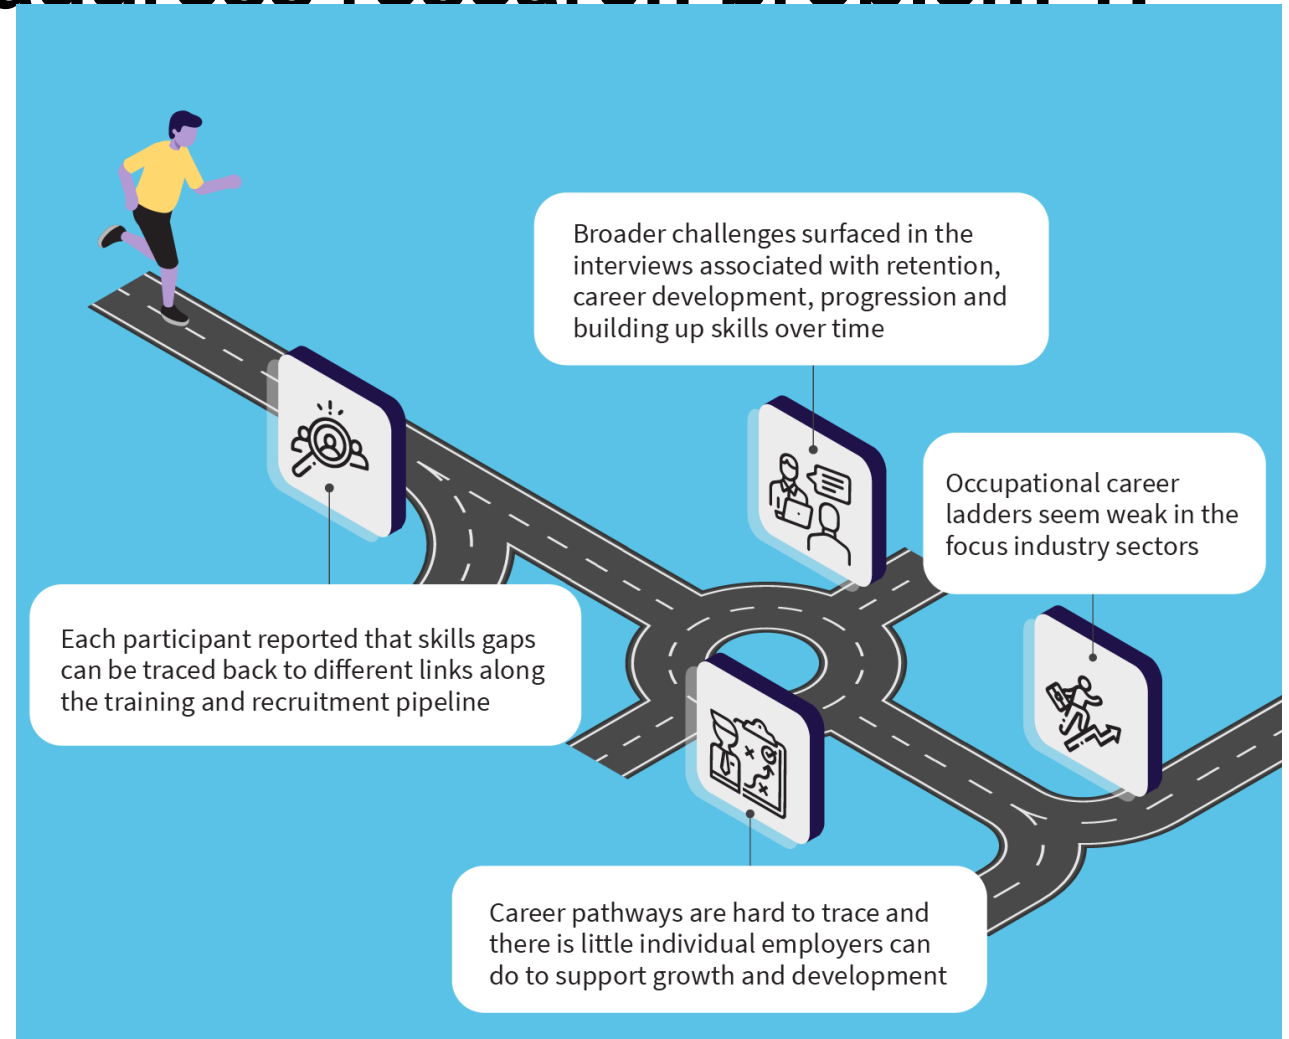 address research problem
Broader challenges surfaced in the
interviews associated with retention,
career development, progression and
building up skills over time
Occupational career
ladders seem weak in the
focus industry sectors
Each participant reported that skills gaps
can be traced back to different links along
the training and recruitment pipeline
Career pathways are hard to trace and
there is little individual employers can
do to support growth and development